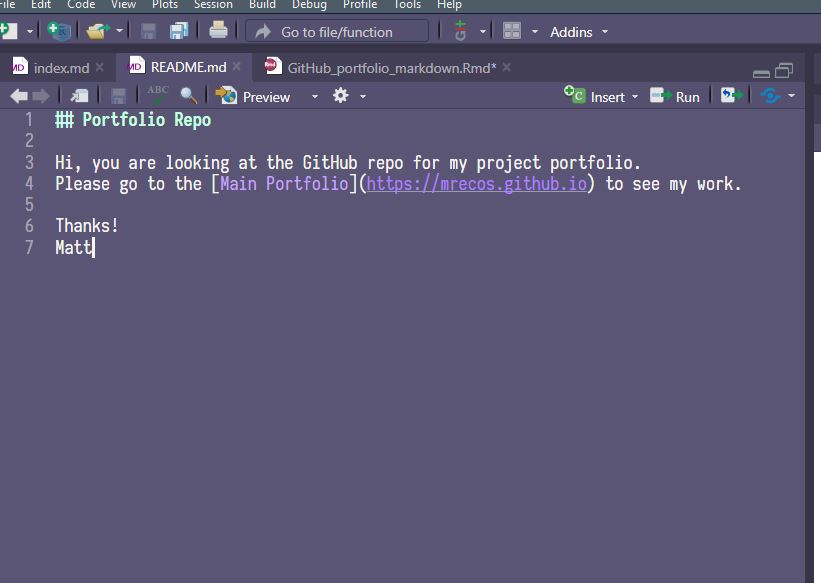 File Edit Code View Plots Session Build Debug Profile Tools Help
Go to file/function Addins
index.md README.md GitHub_portfolio_markdown.Rmd*
ABC Preview Insert Run
1 ## Portfolio Repo
2
3 Hi, you are looking at the GitHub repo for my project portfolio.
4 Please go to the [Main Portfolio](https://mrecos.github.io) to see my work.
5
6 Thanks!
7 Matt